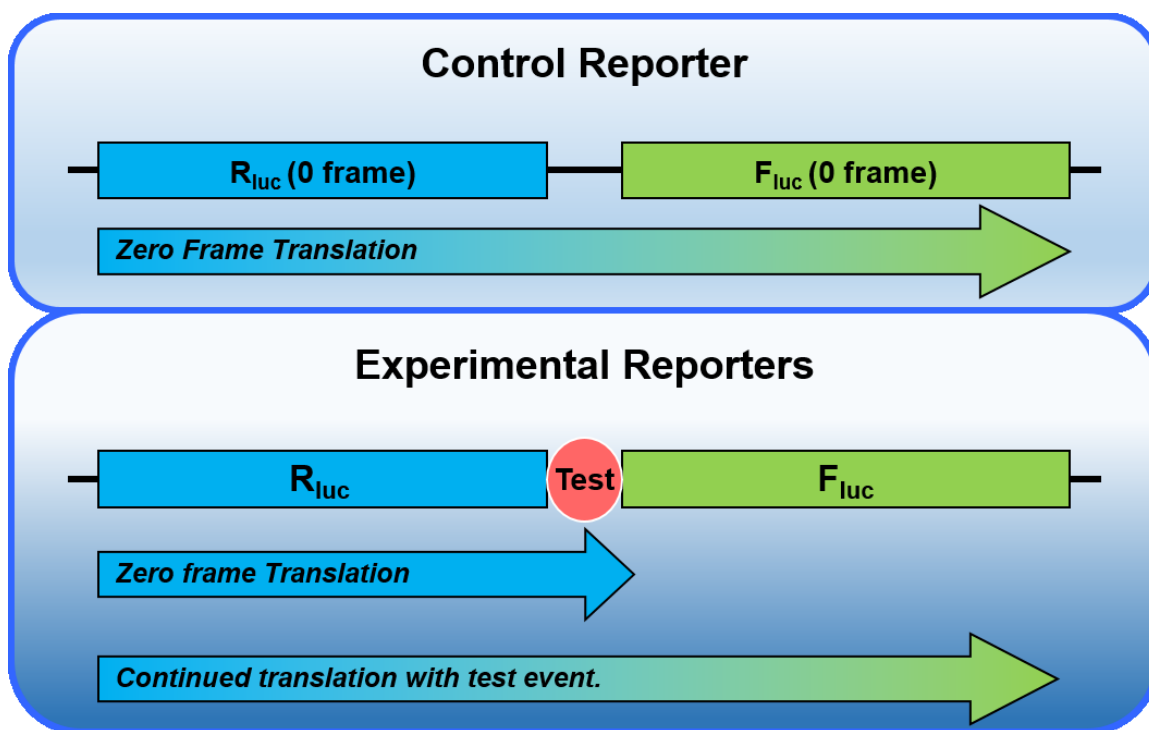 Control Reporter
Rluc (0 frame)
Fluc (0 frame)
Zero Frame Translation
Experimental Reporters
Rluc
Test
Fluc
Zero frame Translation
Continued translation with test event.